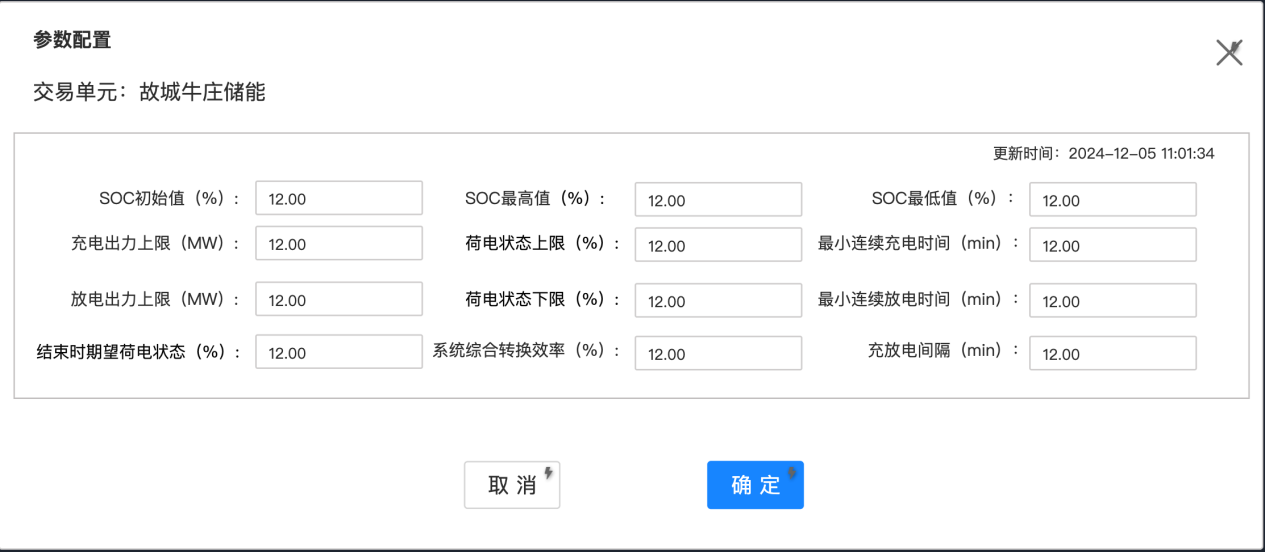 参数配置
交易单元：故城牛庄储能
更新时间：2024-12-05 11:01:34
SOC初始值（%）: 12.00 SOC最高值（%）: 12.00 SOC最低值（%）: 12.00
充电出力上限（MW）: 12.00 荷电状态上限（%）: 12.00 最小连续充电时间（min）: 12.00
放电出力上限（MW）: 12.00 荷电状态下限（%）: 12.00 最小连续放电时间（min）: 12.00
结束时期望荷电状态（%）: 12.00 系统综合转换效率（%）: 12.00 充放电间隔（min）: 12.00
取 消 确 定